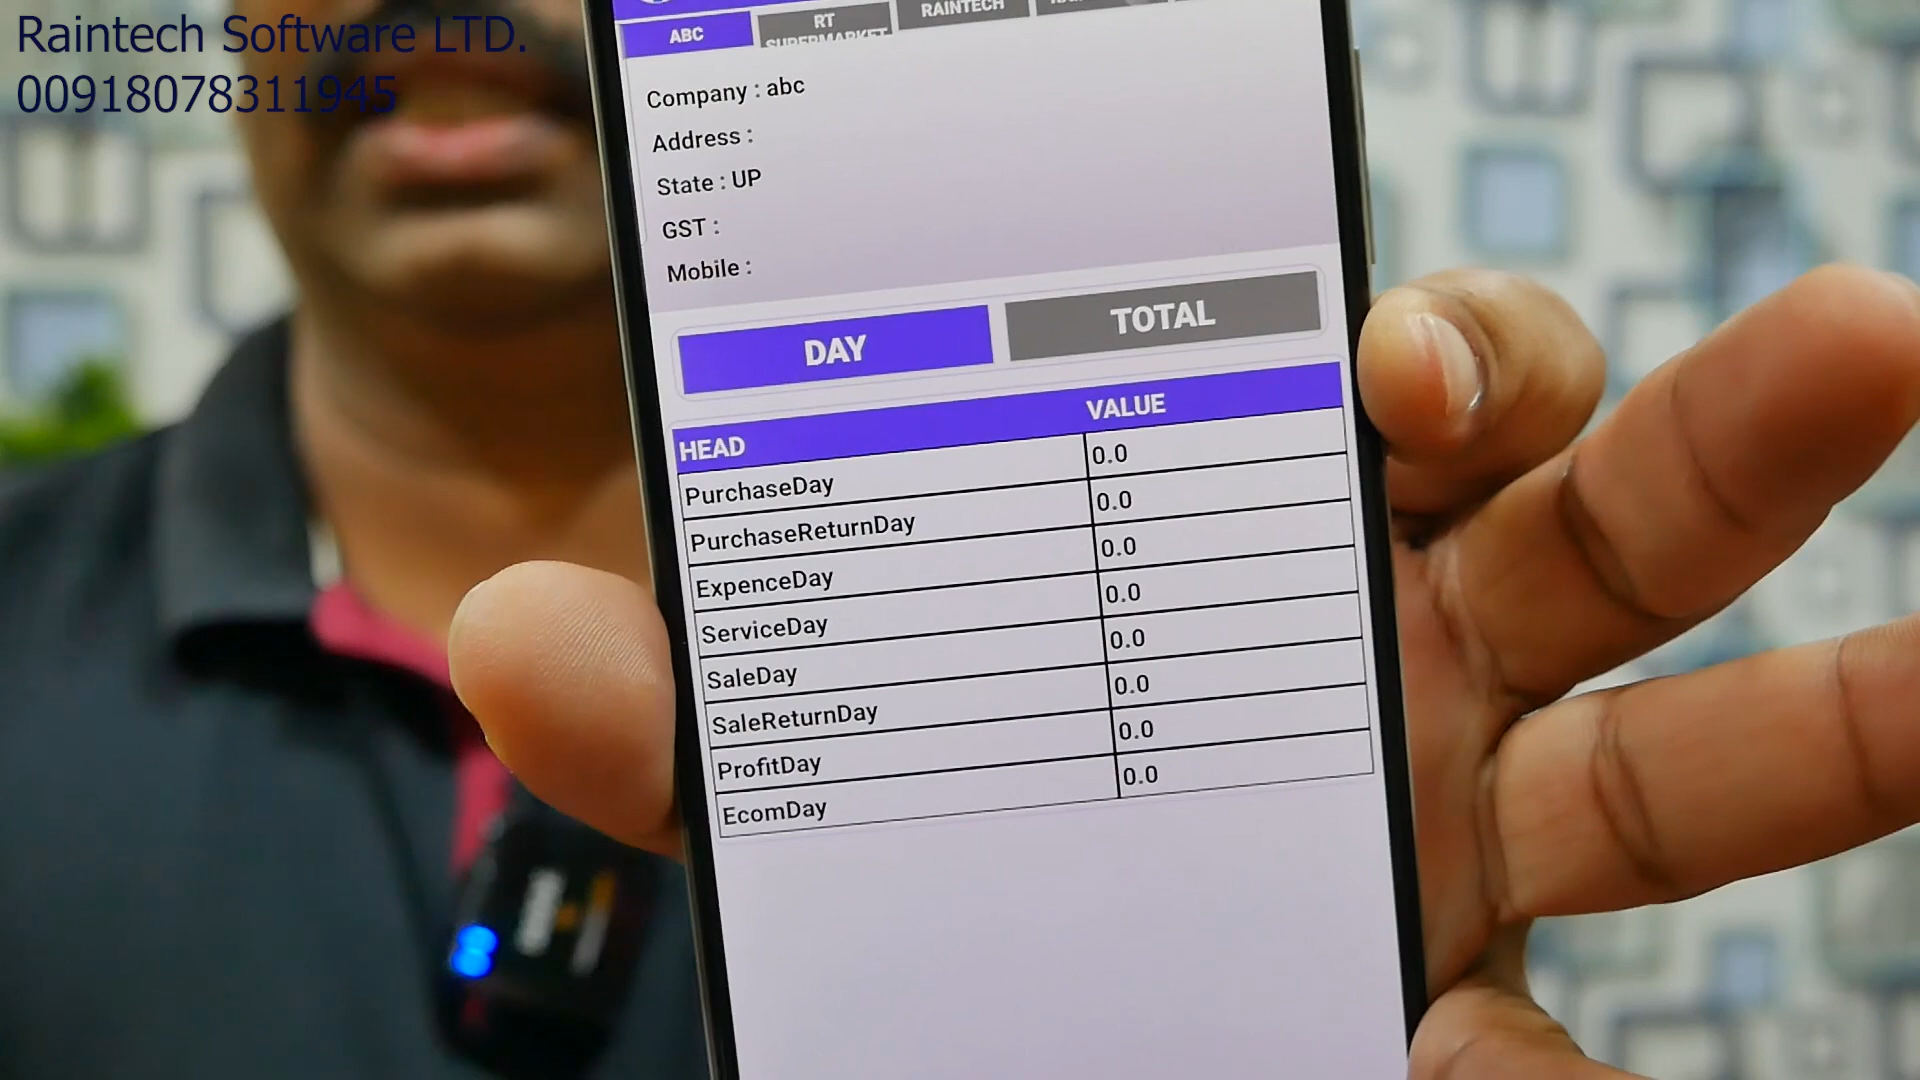 Raintech Software LTD.
00918078311945
ABC
RT
SUPERMARKET
RAINTECH
Company : abc
Address :
State : UP
GST :
Mobile :
DAY
TOTAL
HEAD VALUE
PurchaseDay 0.0
PurchaseReturnDay 0.0
ExpenceDay 0.0
ServiceDay 0.0
SaleDay 0.0
SaleReturnDay 0.0
ProfitDay 0.0
EcomDay 0.0